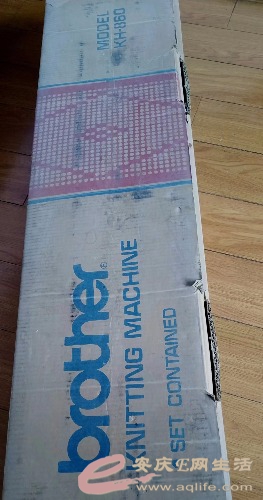 MODEL
KH-860
brother®
KNITTING MACHINE
SET CONTAINED
安庆E网生活
www.aqlife.com